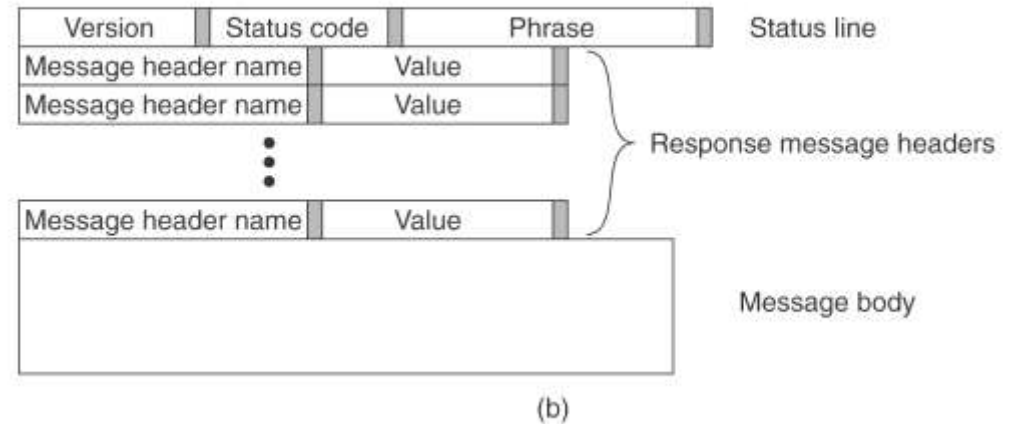 Version Status code Phrase Status line
Message header name Value
Message header name Value
Response message headers
Message header name Value
Message body
(b)